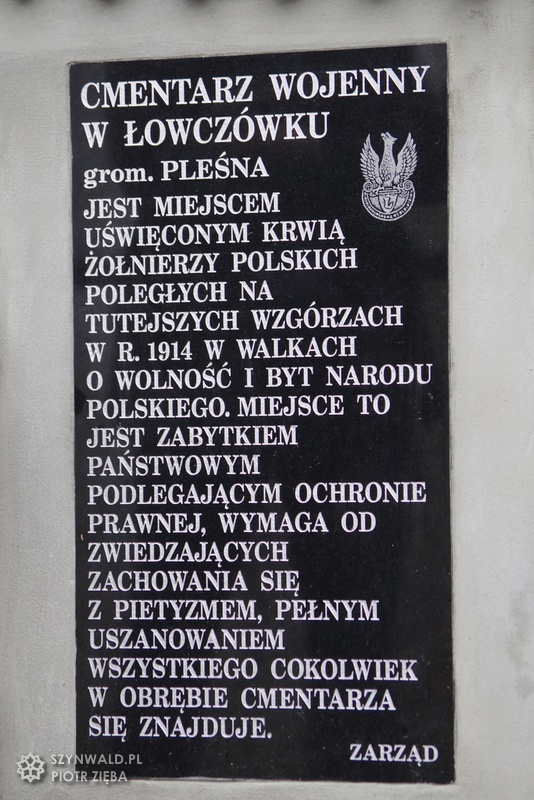 CMENTARZ WOJENNY
W ŁOWCZÓWKU
grom. PLEŚNA
JEST MIEJSCEM
UŚWIĘCONYM KRWIĄ
ŻOŁNIERZY POLSKICH
POLEGŁYCH NA
TUTEJSZYCH WZGÓRZACH
W R. 1914 W WALKACH
O WOLNOŚĆ I BYT NARODU
POLSKIEGO. MIEJSCE TO
JEST ZABYTKIEM
PAŃSTWOWYM
PODLEGAJĄCYM OCHRONIE
PRAWNEJ, WYMAGA OD
ZWIEDZAJĄCYCH
ZACHOWANIA SIĘ
Z PIETYZMEM, PEŁNYM
USZANOWANIEM
WSZYSTKIEGO COKOLWIEK
W OBRĘBIE CMENTARZA
SIĘ ZNAJDUJE.
ZARZĄD
SZYNWALD.PL
PIOTR ZIĘBA